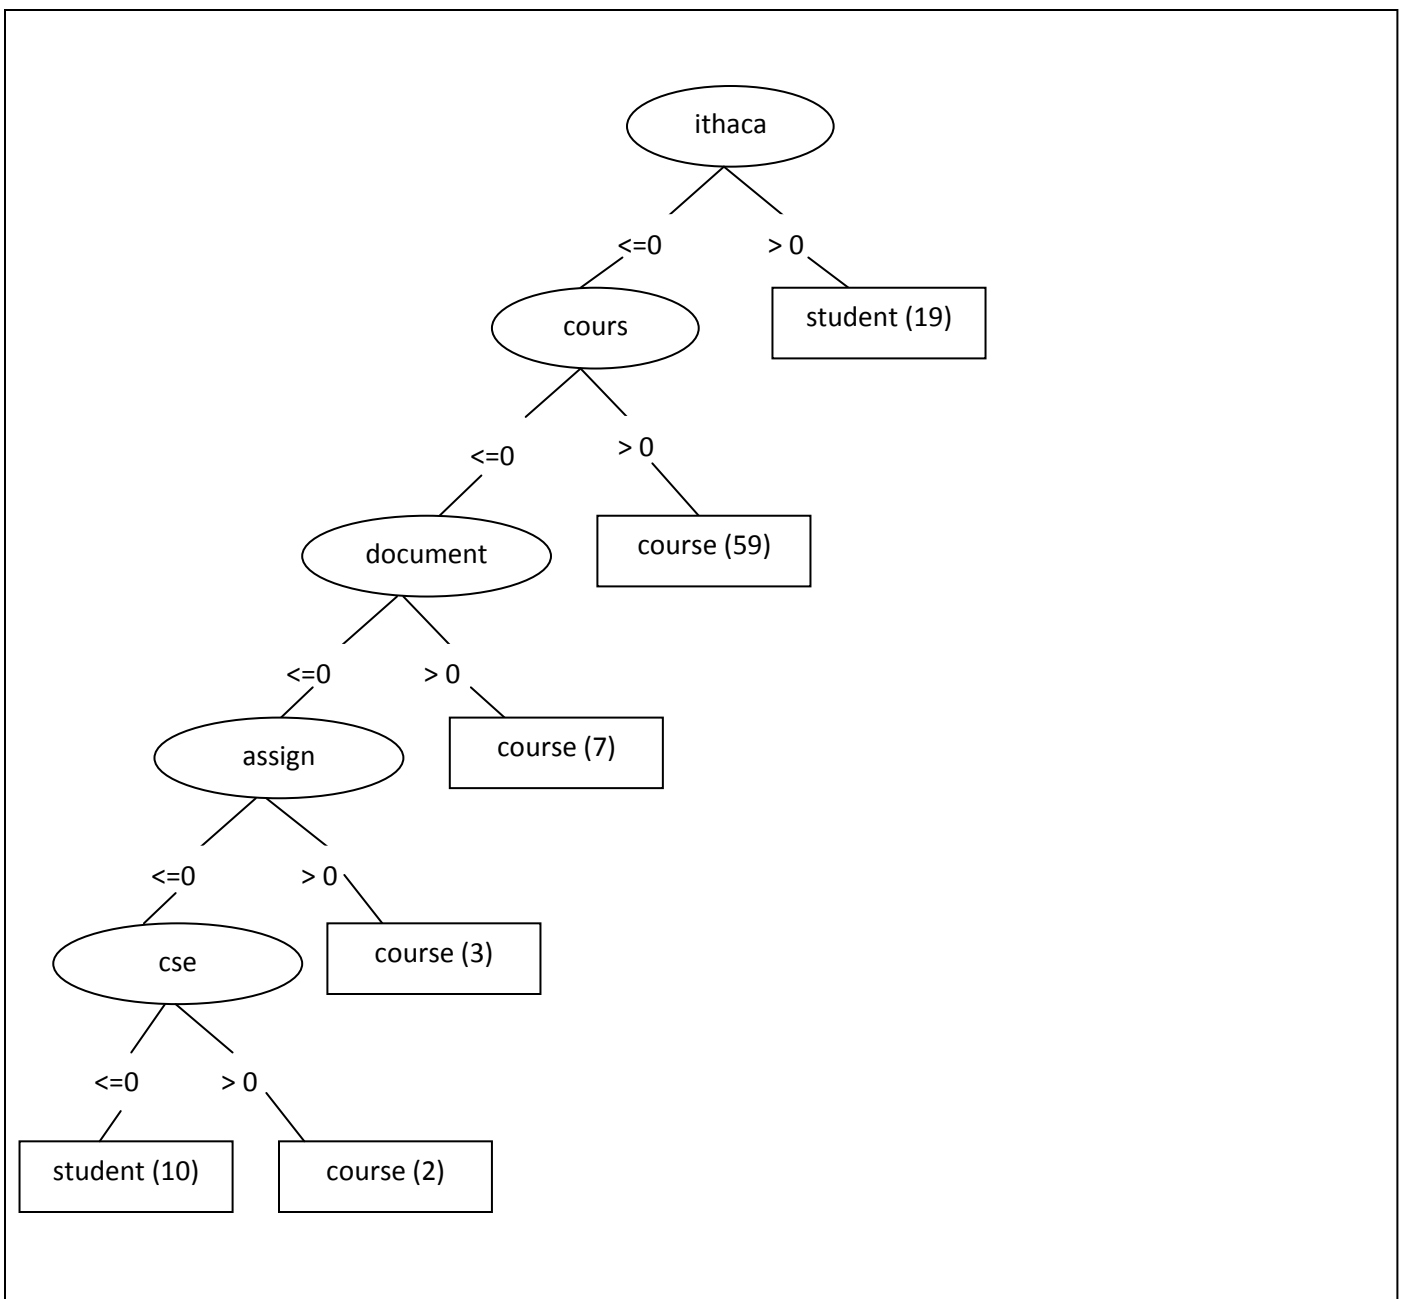 ithaca
<=0
> 0
cours
student (19)
<=0
> 0
document
course (59)
<=0
> 0
assign
course (7)
<=0
> 0
cse
course (3)
<=0
> 0
student (10)
course (2)